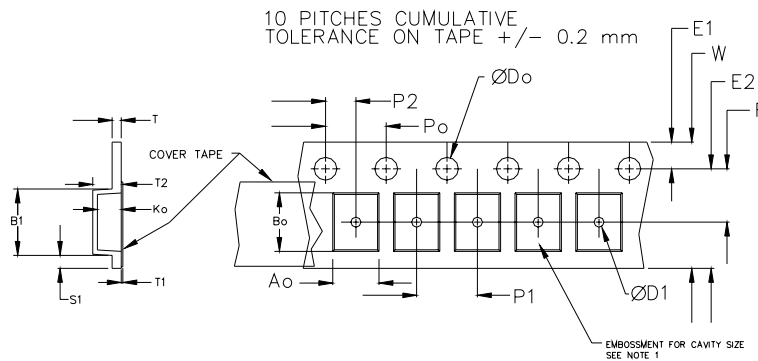 10 PITCHES CUMULATIVE
TOLERANCE ON TAPE +/- 0.2 mm
E1
W
ØDo
E2
P2
F
T
Po
COVER TAPE
T2
B1
Ko
Bo
Ao
S1
T1
P1
ØD1
EMBOSSMENT FOR CAVITY SIZE
SEE NOTE 1